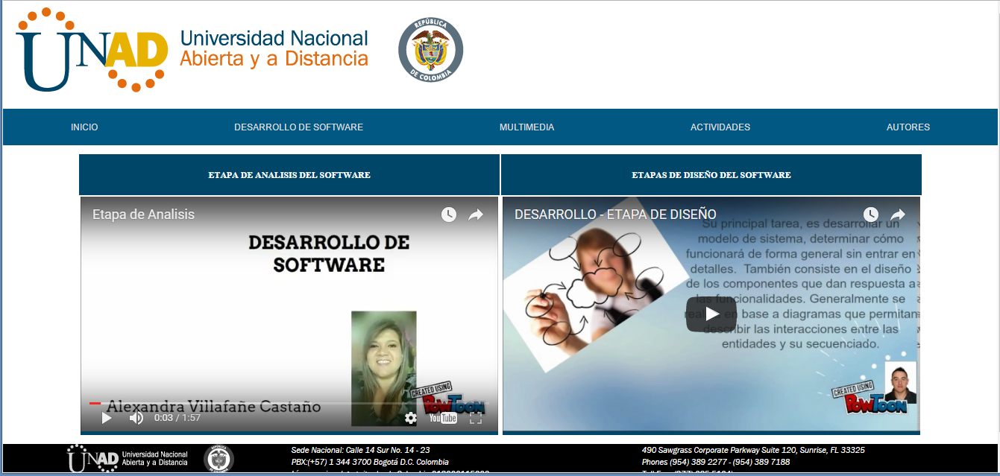 UNAD
Universidad Nacional
Abierta y a Distancia
REPÚBLICA
DE COLOMBIA
INICIO
DESARROLLO DE SOFTWARE
MULTIMEDIA
ACTIVIDADES
AUTORES
ETAPA DE ANALISIS DEL SOFTWARE
Etapa de Analisis
DESARROLLO DE
SOFTWARE
Alexandra Villafañe Castaño
CREATED USING
POWTOON
0:03 / 1:57
YouTube
ETAPAS DE DISEÑO DEL SOFTWARE
DESARROLLO - ETAPA DE DISEÑO
Su principal tarea, es desarrollar un
modelo de sistema, determinar cómo
funcionará de forma general sin entrar en
detalles. También consiste en el diseño
de los componentes que dan respuesta a
las funcionalidades. Generalmente se
en base a diagramas que permitan
describir las interacciones entre las
entidades y su secuenciado.
CREATED USING
POWTOON
UNAD
Universidad Nacional
Abierta y a Distancia
Sede Nacional: Calle 14 Sur No. 14 - 23
PBX:(+57) 1 344 3700 Bogotá D.C. Colombia
490 Sawgrass Corporate Parkway Suite 120, Sunrise, FL 33325
Phones (954) 389 2277 - (954) 389 7188